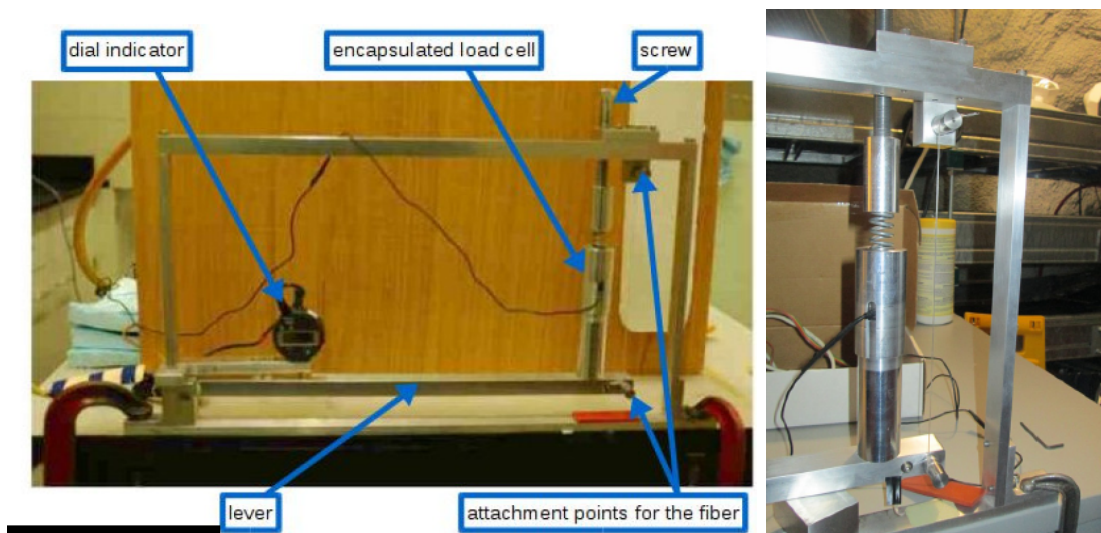 dial indicator
encapsulated load cell
screw
lever
attachment points for the fiber